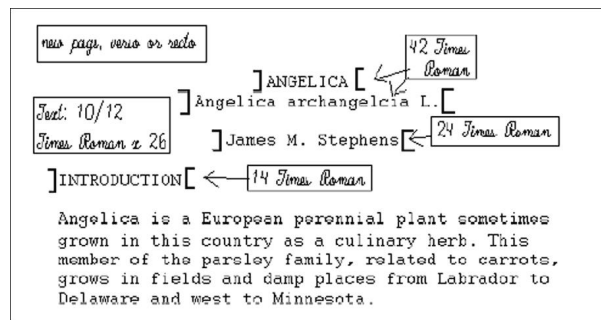 new page, verso or recto
42 Times
Roman
]ANGELICA[
]Angelica archangelcia L.[
Text: 10/12
Times Roman x 26
]James M. Stephens[
24 Times Roman
]INTRODUCTION[
14 Times Roman
Angelica is a European perennial plant sometimes
grown in this country as a culinary herb. This
member of the parsley family, related to carrots,
grows in fields and damp places from Labrador to
Delaware and west to Minnesota.